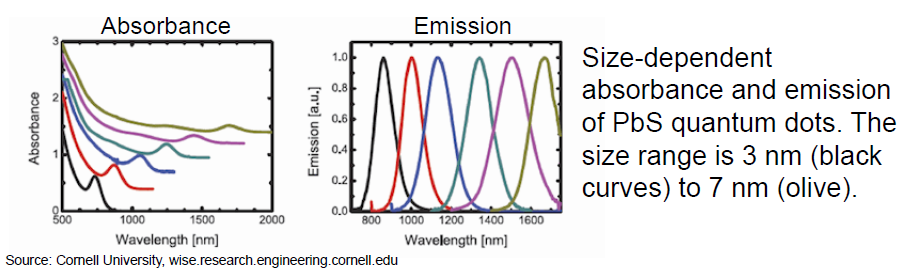 Absorbance
Emission
3
2
1
0
Absorbance
500
1000
1500
2000
Wavelength [nm]
1.0
0.8
0.6
0.4
0.2
0.0
Emission [a.u.]
800
1000
1200
1400
1600
Wavelength [nm]
Size-dependent
absorbance and emission
of PbS quantum dots. The
size range is 3 nm (black
curves) to 7 nm (olive).
Source: Cornell University, wise.research.engineering.cornell.edu